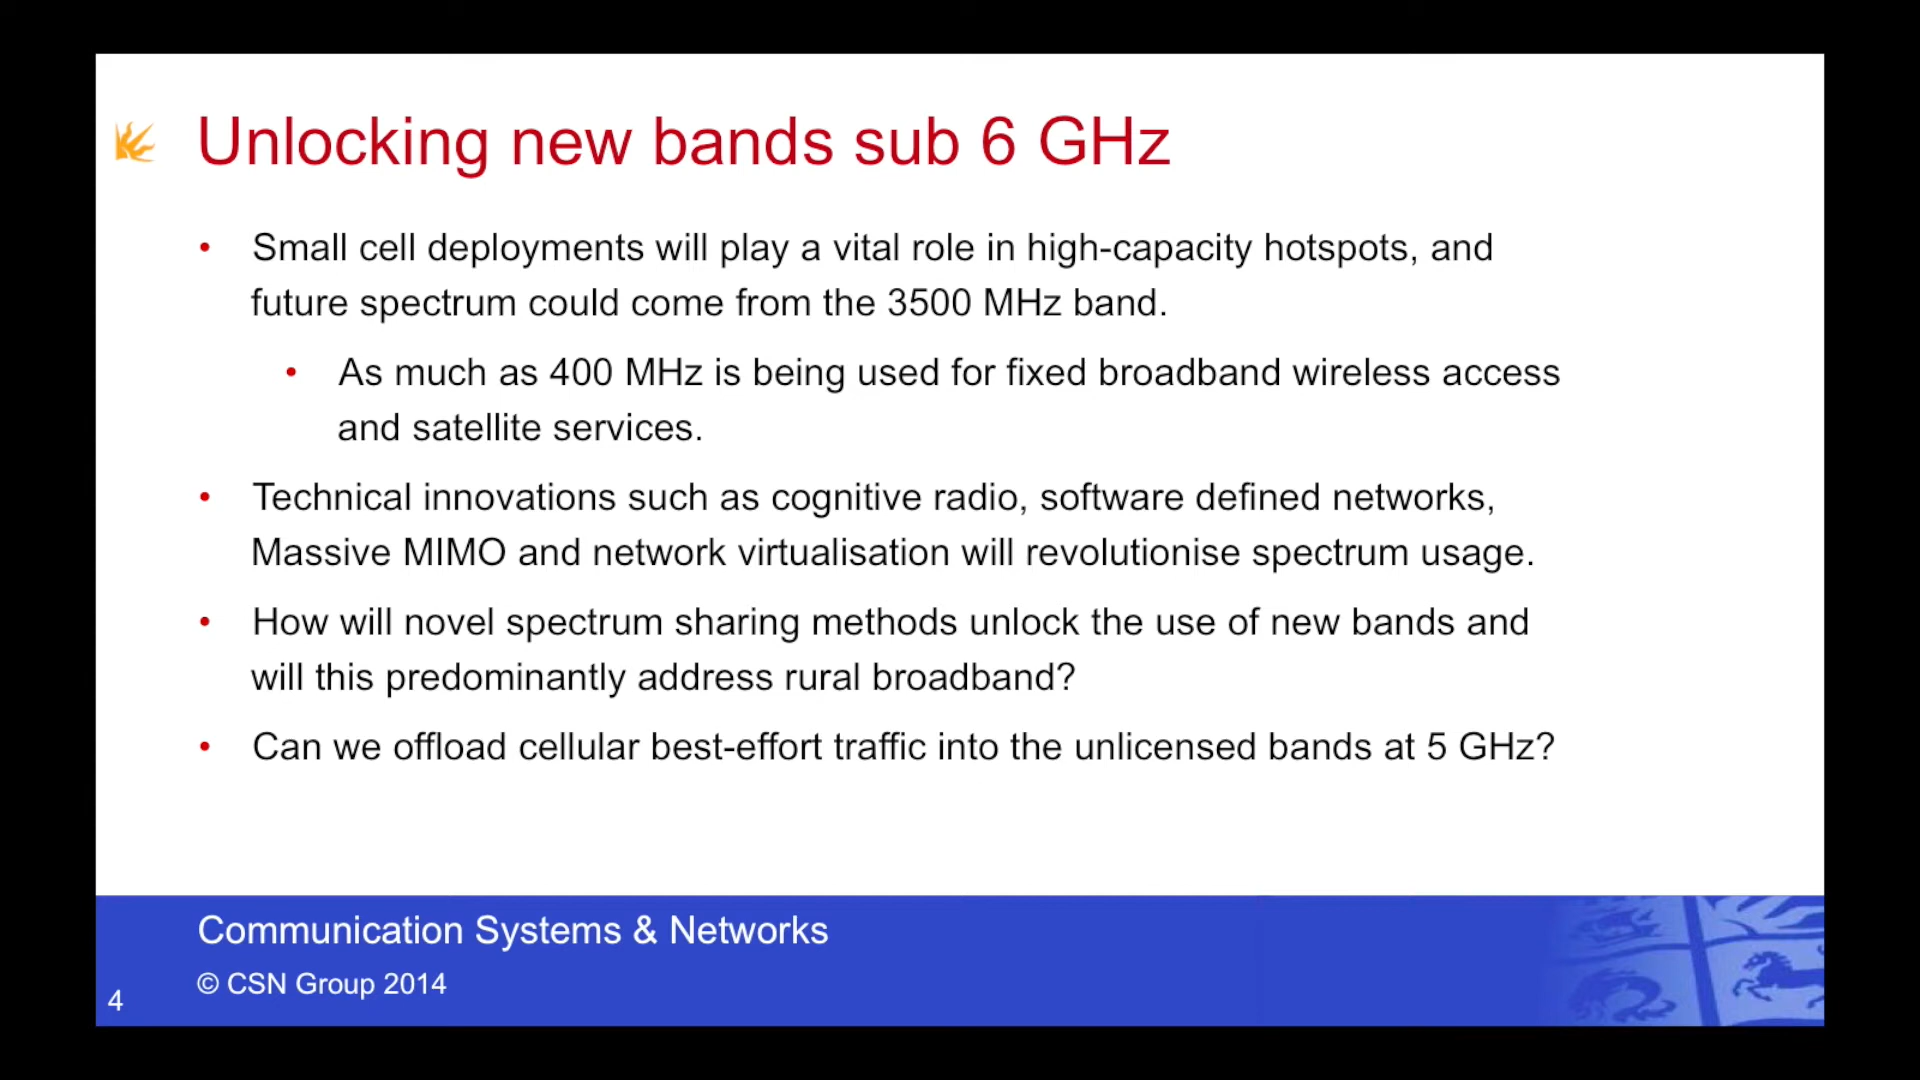 Unlocking new bands sub 6 GHz
• Small cell deployments will play a vital role in high-capacity hotspots, and
future spectrum could come from the 3500 MHz band.
• As much as 400 MHz is being used for fixed broadband wireless access
and satellite services.
• Technical innovations such as cognitive radio, software defined networks,
Massive MIMO and network virtualisation will revolutionise spectrum usage.
• How will novel spectrum sharing methods unlock the use of new bands and
will this predominantly address rural broadband?
• Can we offload cellular best-effort traffic into the unlicensed bands at 5 GHz?
Communication Systems & Networks
© CSN Group 2014
4